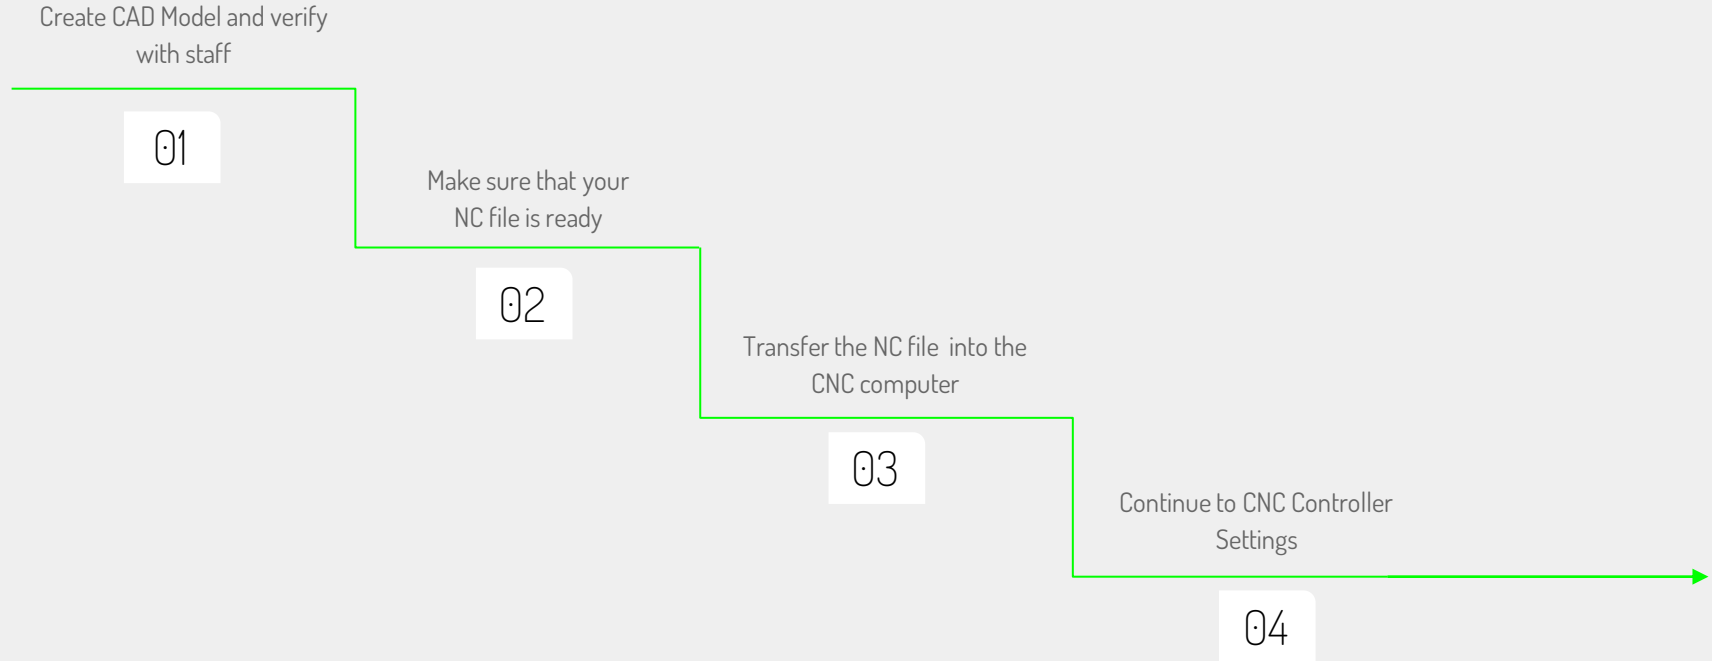 Create CAD Model and verify
with staff
01
Make sure that your
NC file is ready
02
Transfer the NC file  into the
CNC computer
03
Continue to CNC Controller
Settings
04